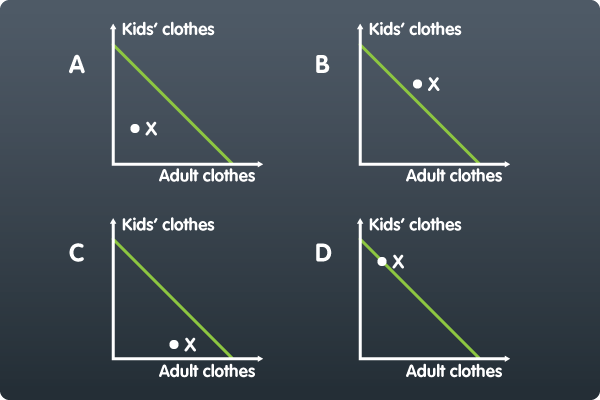 Kids' clothes
A
X
Adult clothes
Kids' clothes
B
X
Adult clothes
Kids' clothes
C
X
Adult clothes
Kids' clothes
D
X
Adult clothes